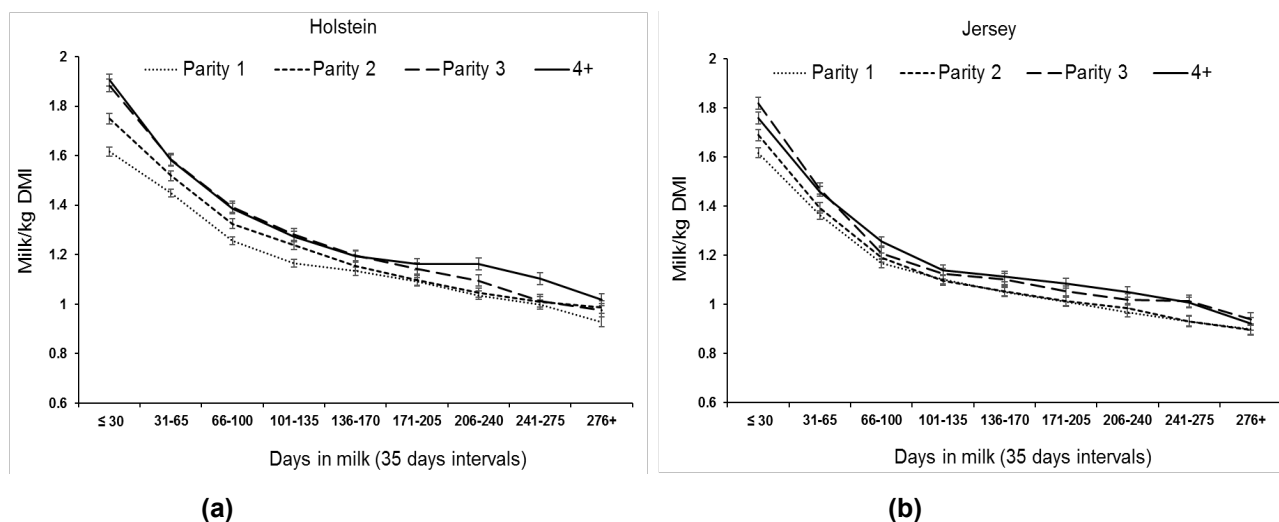 Holstein
Parity 1 Parity 2 Parity 3 4+
Milk/kg DMI
2
1.8
1.6
1.4
1.2
1
0.8
0.6
≤ 30 31-65 66-100 101-135 136-170 171-205 206-240 241-275 276+
Days in milk (35 days intervals)
(a)
Jersey
Parity 1 Parity 2 Parity 3 4+
Milk/kg DMI
2
1.8
1.6
1.4
1.2
1
0.8
0.6
≤ 30 31-65 66-100 101-135 136-170 171-205 206-240 241-275 276+
Days in milk (35 days intervals)
(b)